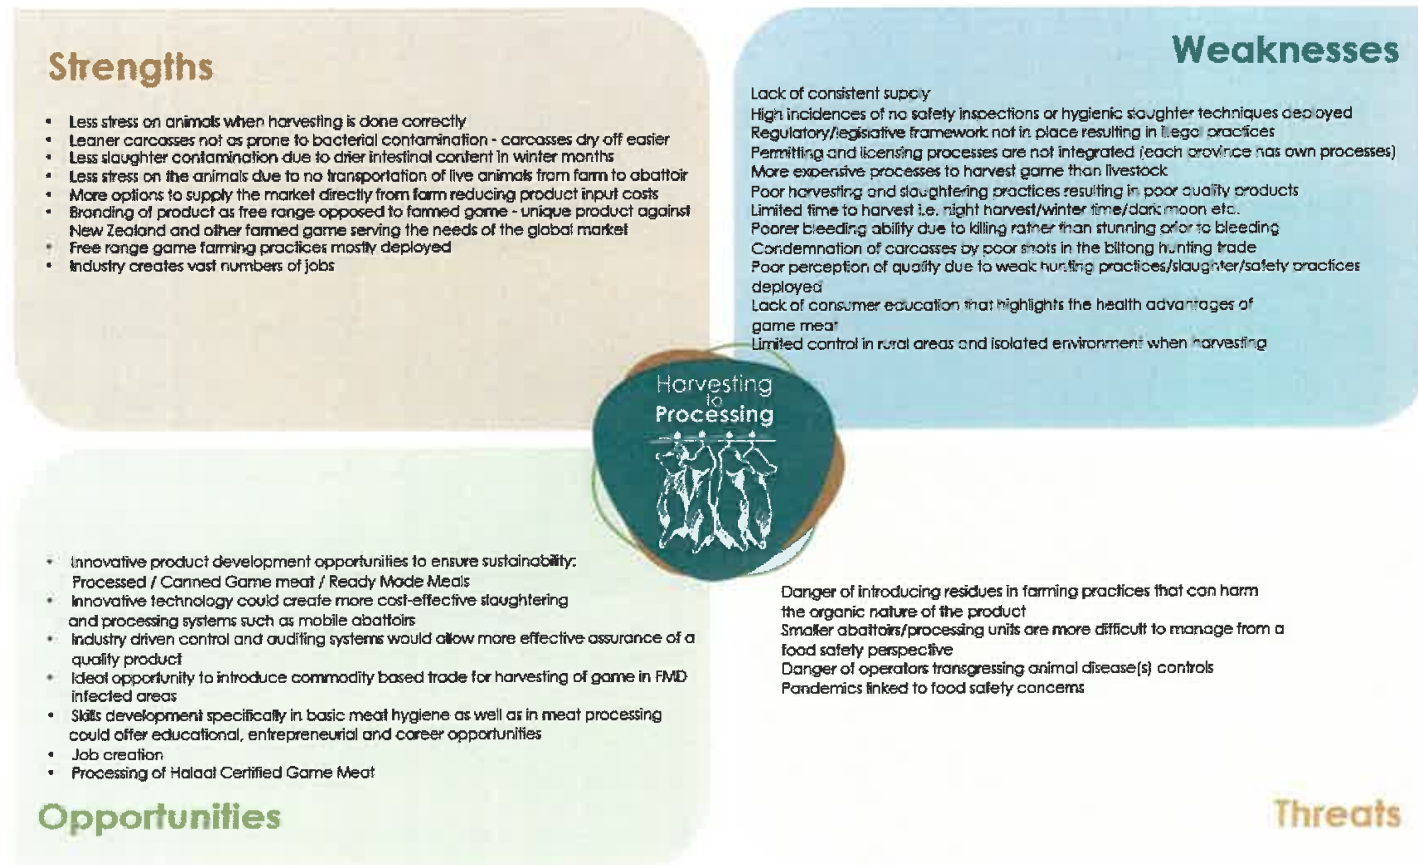 Strengths
• Less stress on animals when harvesting is done correctly
• Leaner carcasses not as prone to bacterial contamination - carcasses dry off easier
• Less slaughter contamination due to drier intestinal content in winter months
• Less stress on the animals due to no transportation of live animals from farm to abattoir
• More options to supply the market directly from farm reducing product input costs
• Branding of product as free range opposed to farmed game - unique product against
New Zealand and other farmed game serving the needs of the global market
• Free range game farming practices mostly deployed
• Industry creates vast numbers of jobs
Weaknesses
Lack of consistent supply
High incidences of no safety inspections or hygienic slaughter techniques deployed
Regulatory/legislative framework not in place resulting in illegal practices
Permitting and licensing processes are not integrated (each province has own processes)
More expensive processes to harvest game than livestock
Poor harvesting and slaughtering practices resulting in poor quality products
Limited time to harvest i.e. night harvest/winter time/dark moon etc.
Poorer bleeding ability due to killing rather than stunning prior to bleeding
Condemnation of carcasses by poor shots in the biltong hunting trade
Poor perception of quality due to weak hunting practices/slaughter/safety practices
deployed
Lack of consumer education that highlights the health advantages of
game meat
Limited control in rural areas and isolated environment when harvesting
Harvesting
to
Processing
• Innovative product development opportunities to ensure sustainability:
Processed / Canned Game meat / Ready Made Meals
• Innovative technology could create more cost-effective slaughtering
and processing systems such as mobile abattoirs
• Industry driven control and auditing systems would allow more effective assurance of a
quality product
• Ideal opportunity to introduce commodity based trade for harvesting of game in FMD
infected areas
• Skills development specifically in basic meat hygiene as well as in meat processing
could offer educational, entrepreneurial and career opportunities
• Job creation
• Processing of Halaal Certified Game Meat
Opportunities
Danger of introducing residues in farming practices that can harm
the organic nature of the product
Smaller abattoirs/processing units are more difficult to manage from a
food safety perspective
Danger of operators transgressing animal disease(s) controls
Pandemics linked to food safety concerns
Threats